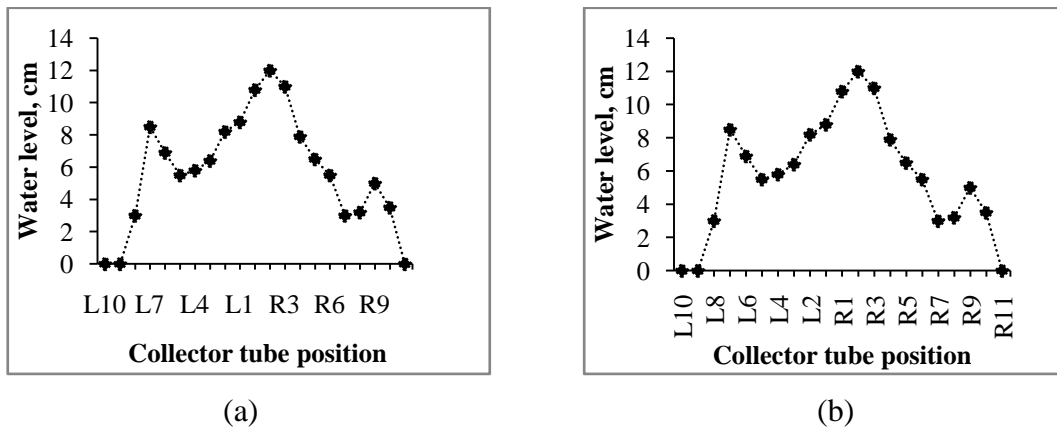 14
12
10
8
6
4
2
0
Water level, cm
L10 L7 L4 L1 R3 R6 R9
Collector tube position
(a)
14
12
10
8
6
4
2
0
Water level, cm
L10 L8 L6 L4 L2 R1 R3 R5 R7 R9 R11
Collector tube position
(b)